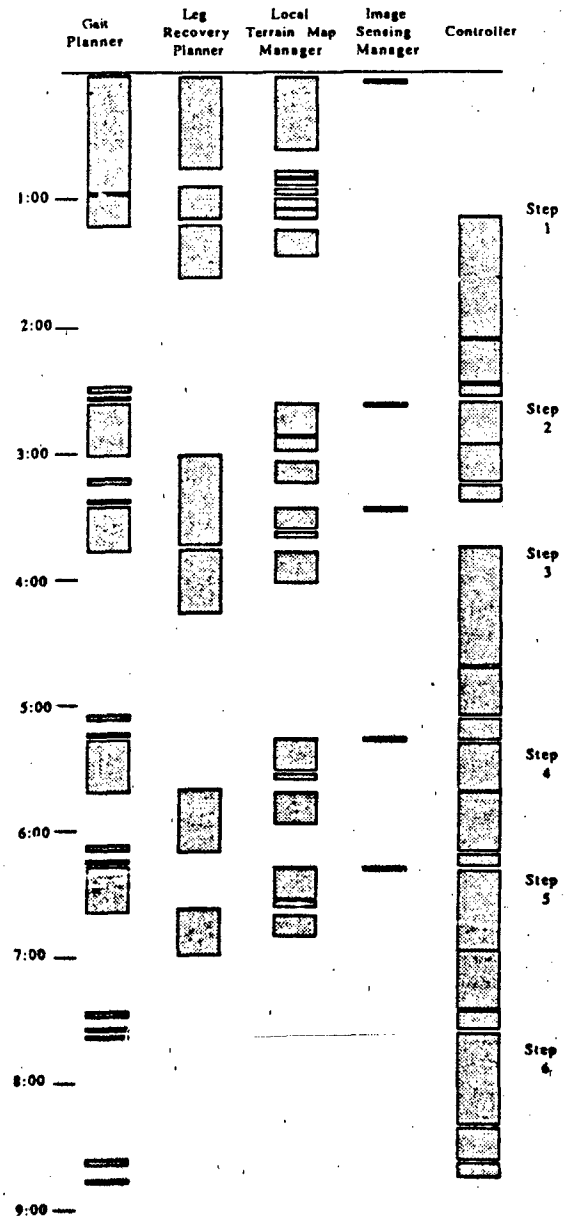 Gait
Planner
Leg
Recovery
Planner
Local
Terrain Map
Manager
Image
Sensing
Manager
Controller
1:00
Step
1
2:00
Step
2
3:00
Step
3
4:00
5:00
Step
4
6:00
Step
5
7:00
Step
6
8:00
9:00